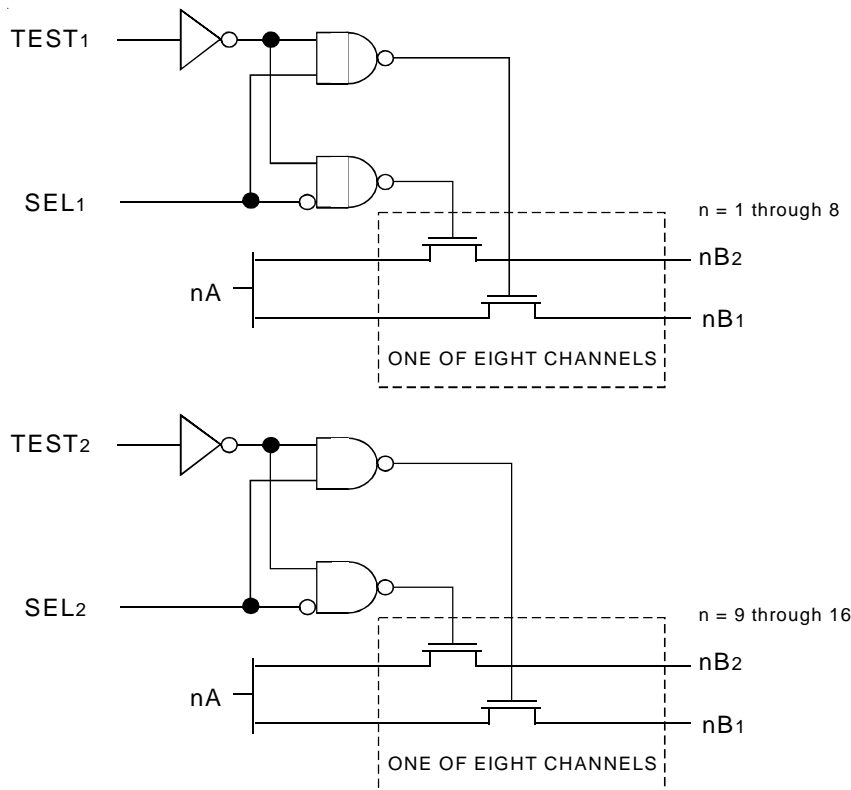 TEST1
SEL1
n = 1 through 8
nB2
nA
nB1
ONE OF EIGHT CHANNELS
TEST2
SEL2
n = 9 through 16
nB2
nA
nB1
ONE OF EIGHT CHANNELS